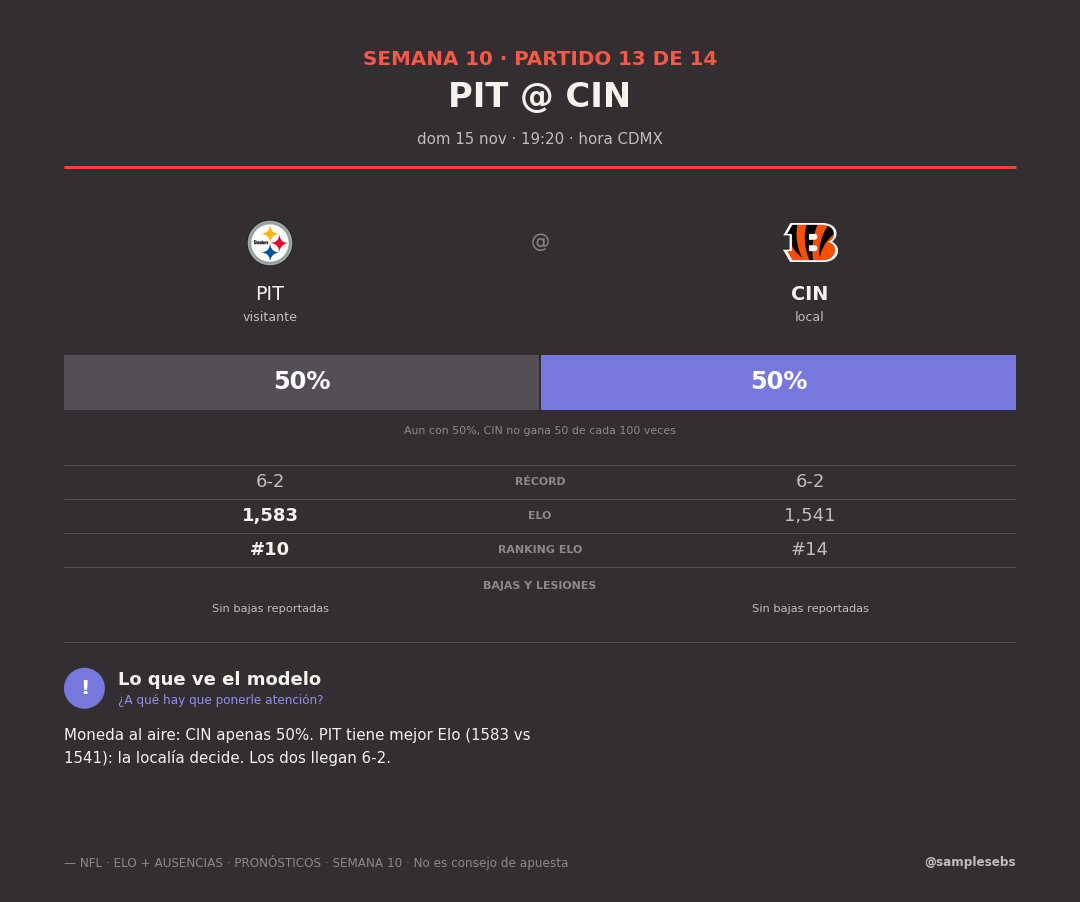 SEMANA 10 · PARTIDO 13 DE 14
PIT @ CIN
dom 15 nov · 19:20 · hora CDMX
Steelers
@
PIT
CIN
visitante
local
50%
50%
Aun con 50%, CIN no gana 50 de cada 100 veces
6-2 RÉCORD 6-2
1,583 ELO 1,541
#10 RANKING ELO #14
BAJAS Y LESIONES
Sin bajas reportadas
Sin bajas reportadas
!
Lo que ve el modelo
¿A qué hay que ponerle atención?
Moneda al aire: CIN apenas 50%. PIT tiene mejor Elo (1583 vs
1541): la localía decide. Los dos llegan 6-2.
— NFL · ELO + AUSENCIAS · PRONÓSTICOS · SEMANA 10 · No es consejo de apuesta
@samplesebs